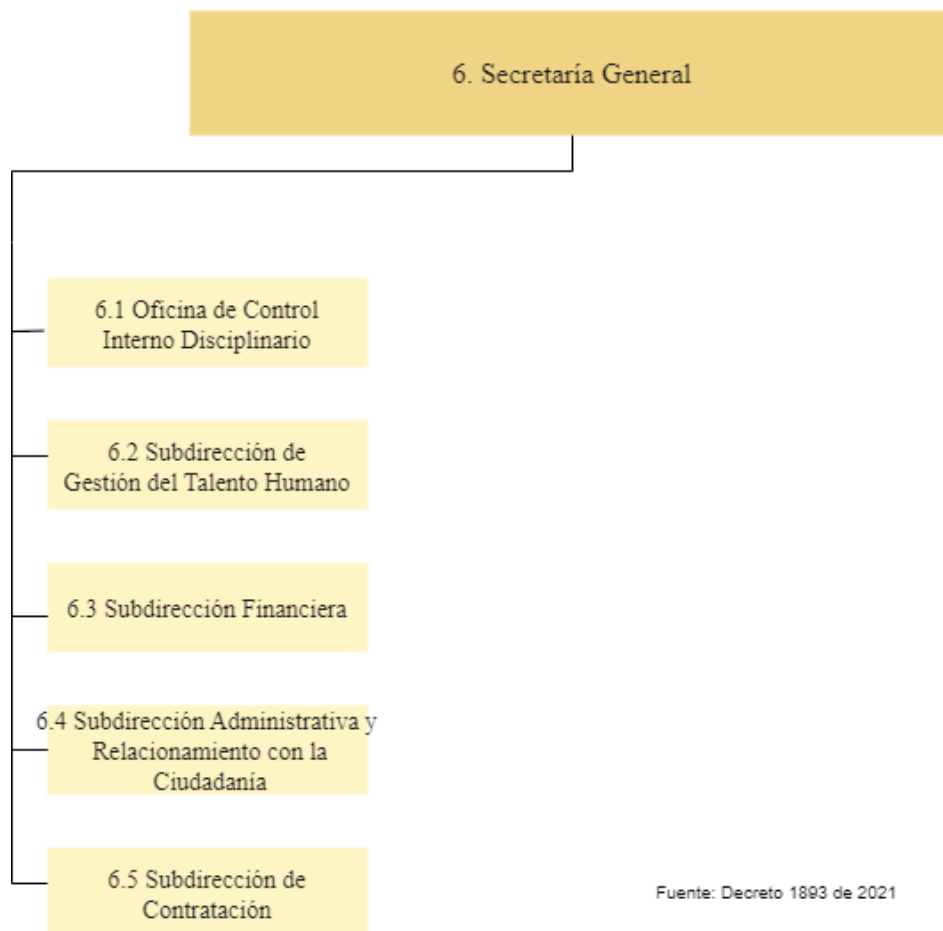 6. Secretaría General
6.1 Oficina de Control
Interno Disciplinario
6.2 Subdirección de
Gestión del Talento Humano
6.3 Subdirección Financiera
6.4 Subdirección Administrativa y
Relacionamiento con la
Ciudadanía
6.5 Subdirección de
Contratación
Fuente: Decreto 1893 de 2021